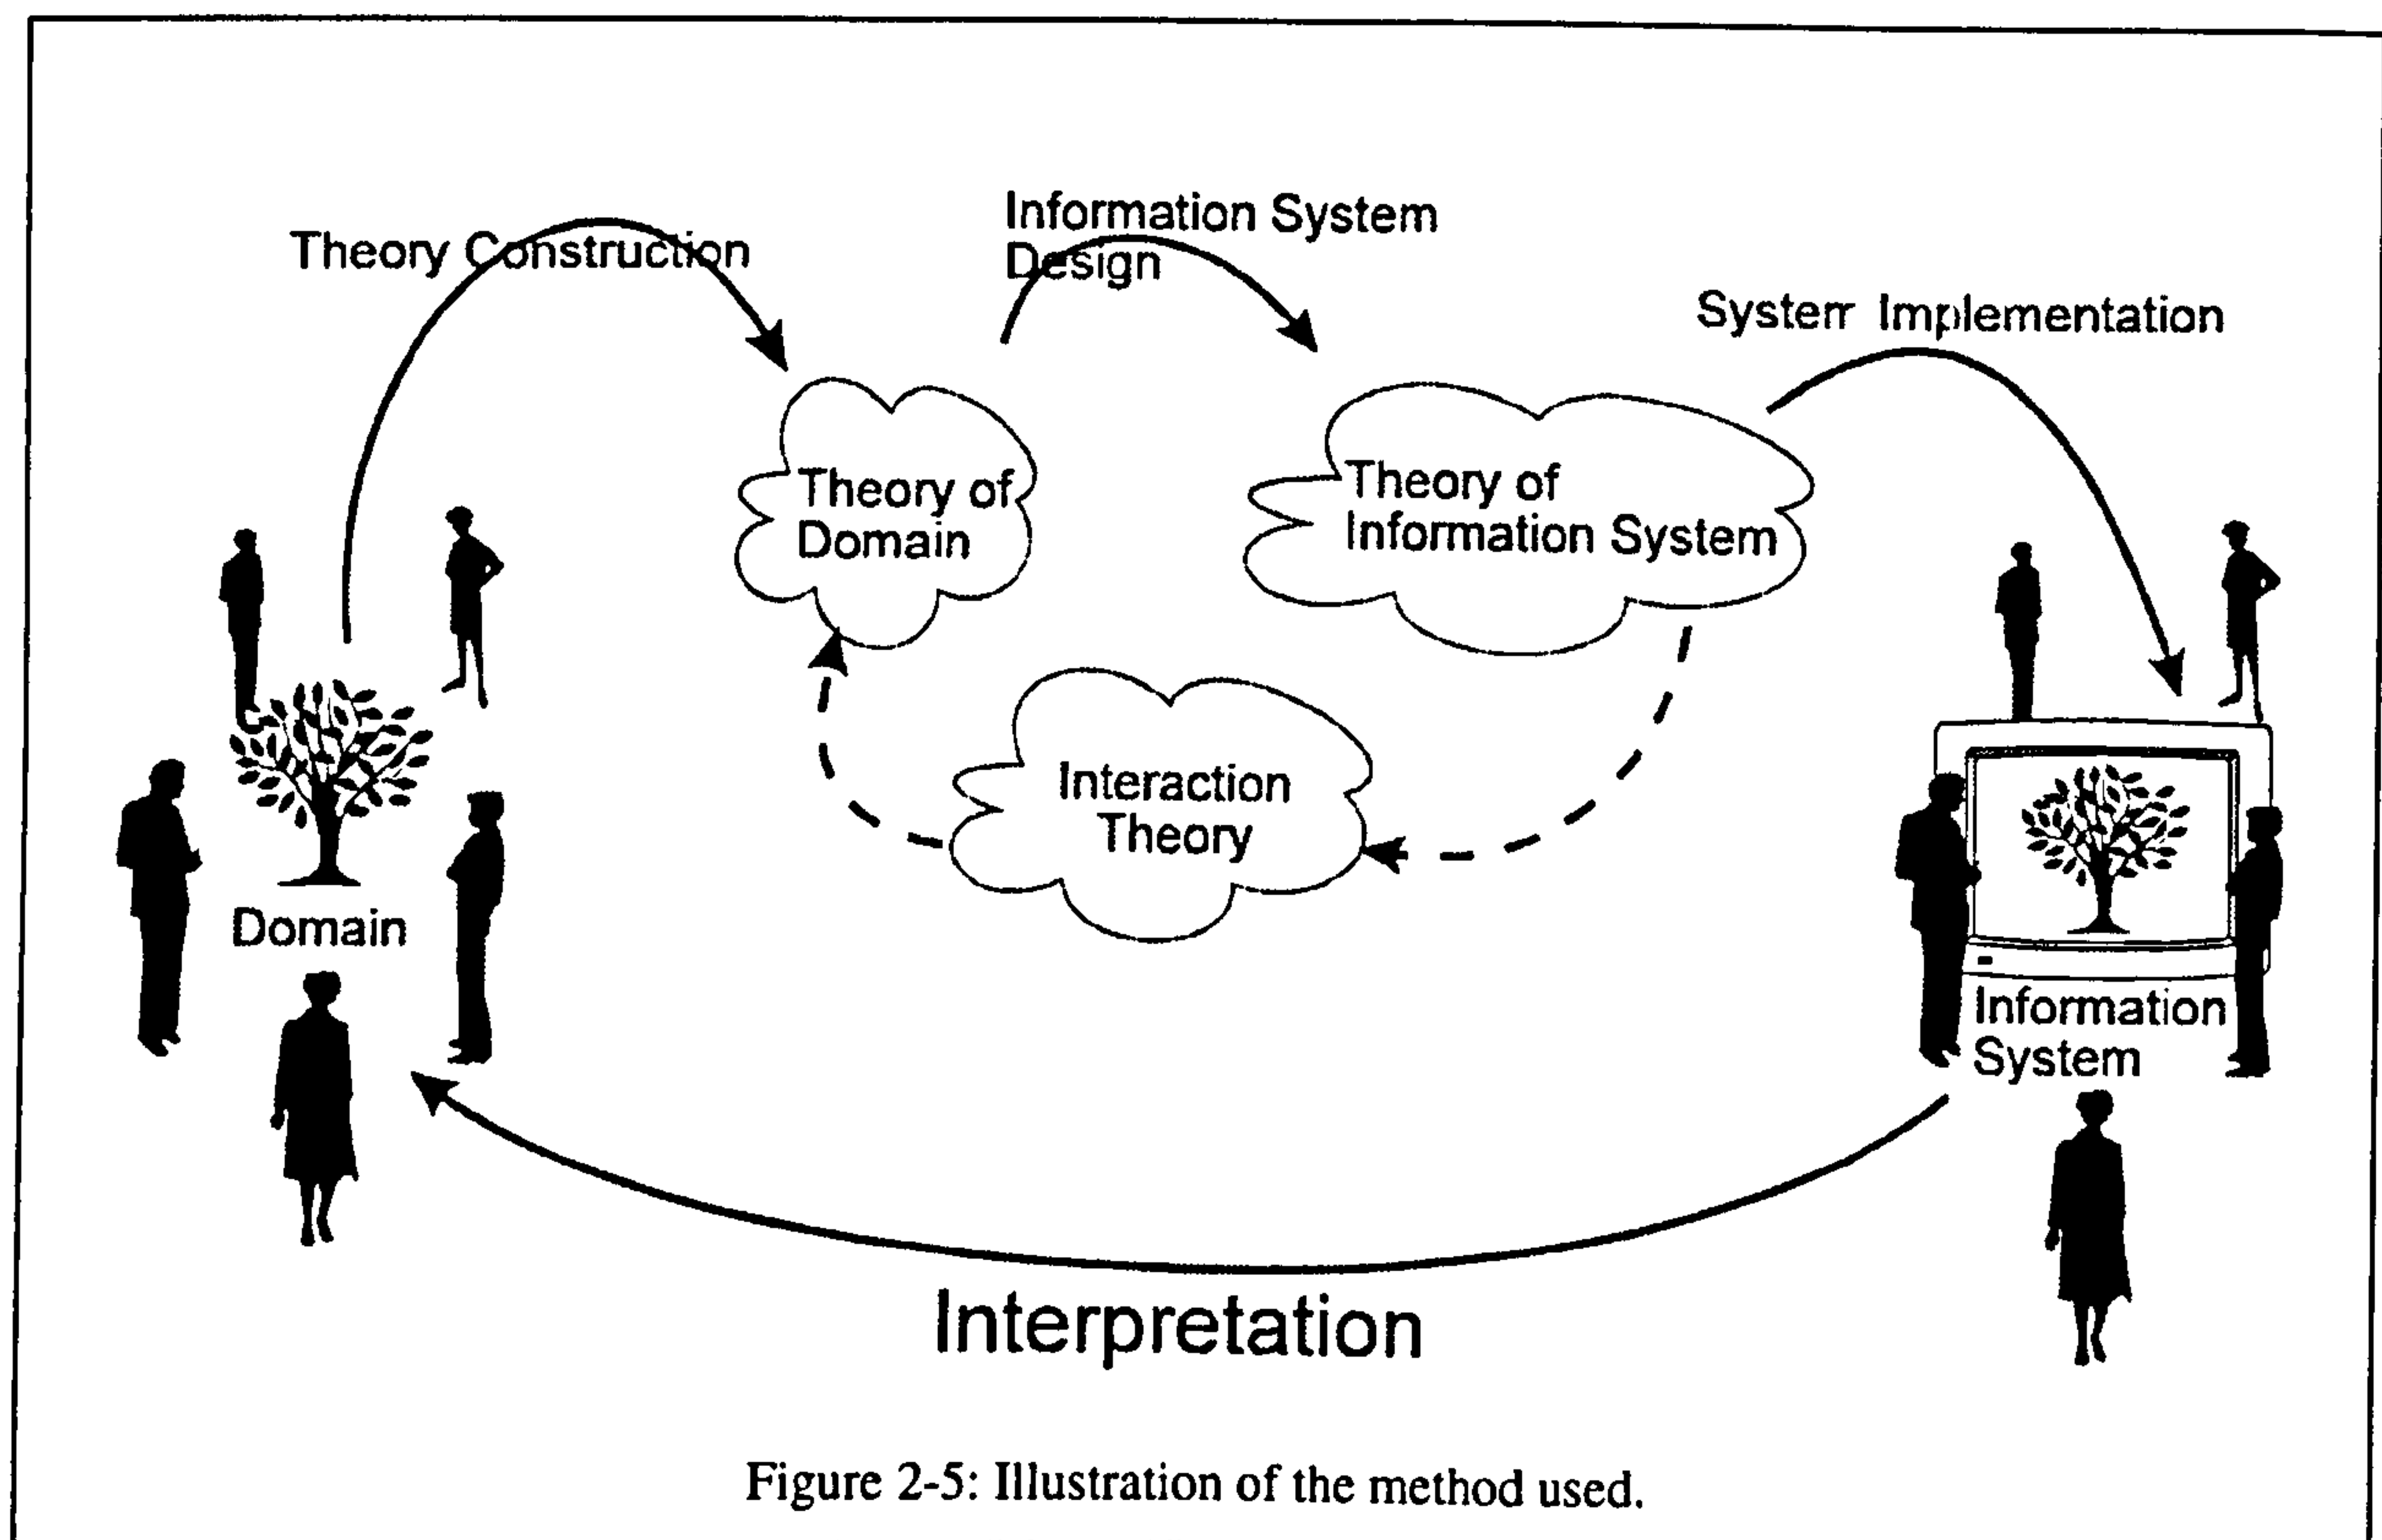 Theory Construction
Information System
Design
System Implementation
Theory of
Domain
Theory of
Information System
Interaction
Theory
Domain
Information
System
Interpretation
Figure 2-5: Illustration of the method used.